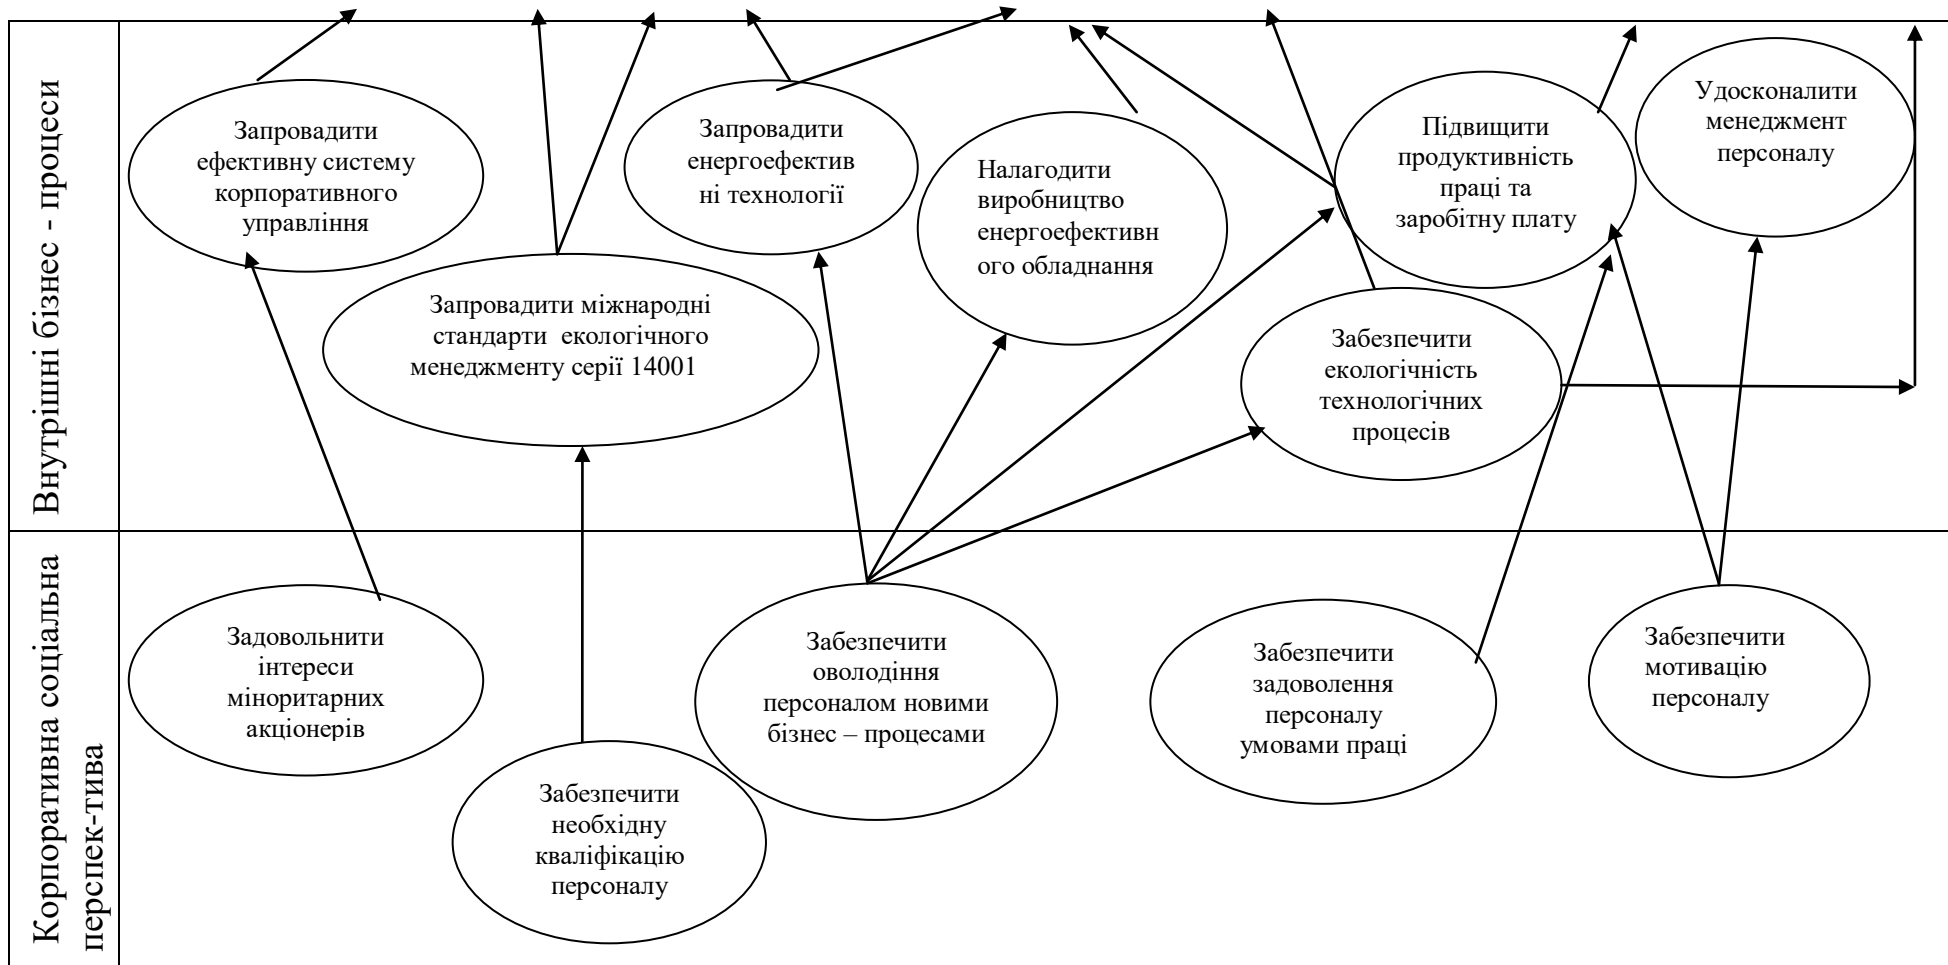 Внутрішні бізнес - процеси
Запровадити
ефективну систему
корпоративного
управління
Запровадити міжнародні
стандарти екологічного
менеджменту серії 14001
Запровадити
енергоефектив
ні технології
Налагодити
виробництво
енергоефективн
ого обладнання
Підвищити
продуктивність
праці та
заробітну плату
Удосконалити
менеджмент
персоналу
Забезпечити
екологічність
технологічних
процесів
Корпоративна соціальна
перспек-тива
Задовольнити
інтереси
міноритарних
акціонерів
Забезпечити
необхідну
кваліфікацію
персоналу
Забезпечити
оволодіння
персоналом новими
бізнес – процесами
Забезпечити
задоволення
персоналу
умовами праці
Забезпечити
мотивацію
персоналу